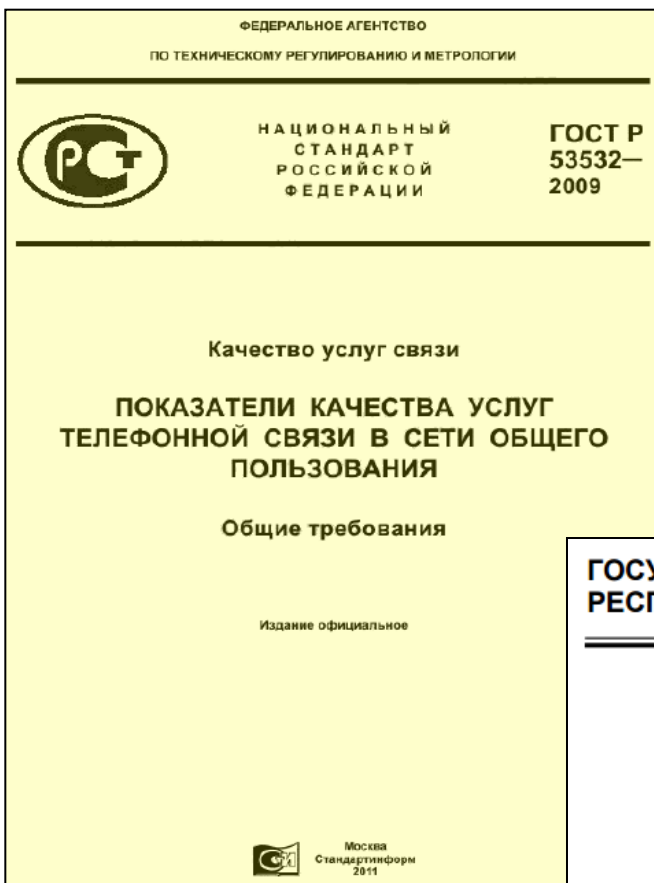 ФЕДЕРАЛЬНОЕ АГЕНТСТВО
ПО ТЕХНИЧЕСКОМУ РЕГУЛИРОВАНИЮ И МЕТРОЛОГИИ
РСТ
НАЦИОНАЛЬНЫЙ
СТАНДАРТ
РОССИЙСКОЙ
ФЕДЕРАЦИИ
ГОСТ Р
53532—
2009
Качество услуг связи
ПОКАЗАТЕЛИ КАЧЕСТВА УСЛУГ
ТЕЛЕФОННОЙ СВЯЗИ В СЕТИ ОБЩЕГО
ПОЛЬЗОВАНИЯ
Общие требования
Издание официальное
Москва
Стандартинформ
2011